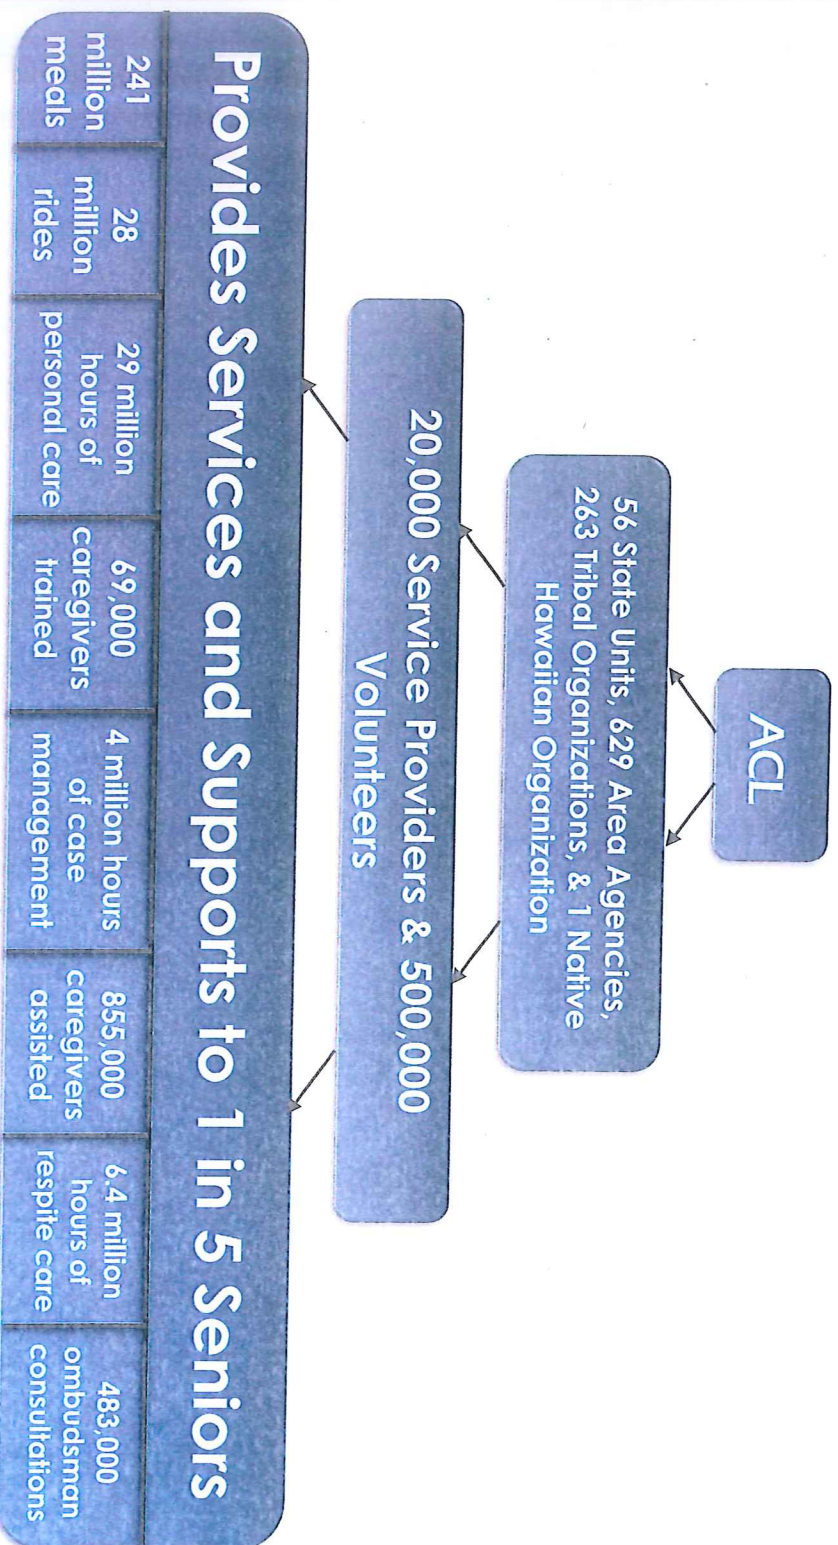 ACL
56 State Units, 629 Area Agencies,
263 Tribal Organizations, & 1 Native
Hawaiian Organization
20,000 Service Providers & 500,000
Volunteers
Provides Services and Supports to 1 in 5 Seniors
241
million
meals
28
million
rides
29 million
hours of
personal care
69,000
caregivers
trained
4 million hours
of case
management
855,000
caregivers
assisted
6.4 million
hours of
respite care
483,000
ombudsman
consultations